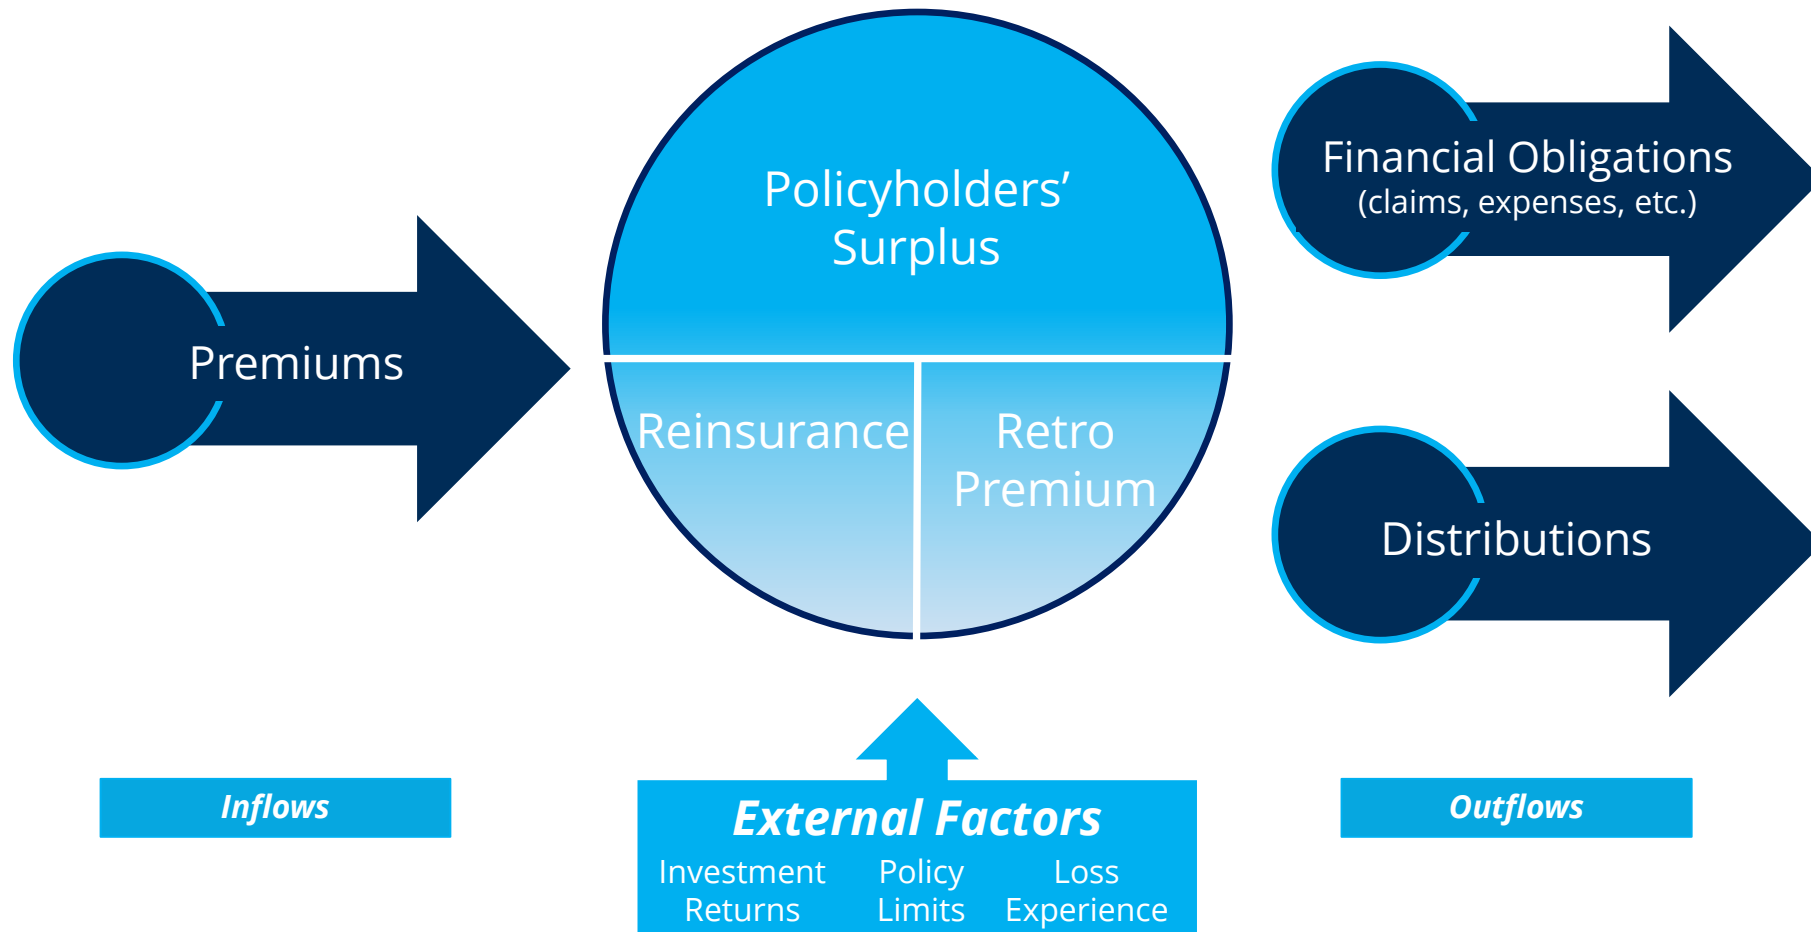 Premiums
Policyholders’
Surplus
Reinsurance
Retro
Premium
Financial Obligations
(claims, expenses, etc.)
Distributions
Inflows
External Factors
Investment
Returns
Policy
Limits
Loss
Experience
Outflows